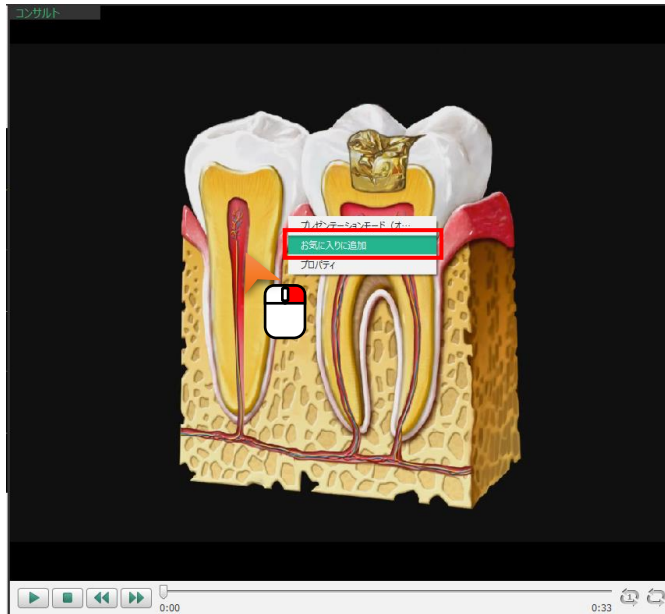 コンサルト
プレゼンテーションモード (オ…
お気に入りに追加
プロパティ
0:00
0:33
1